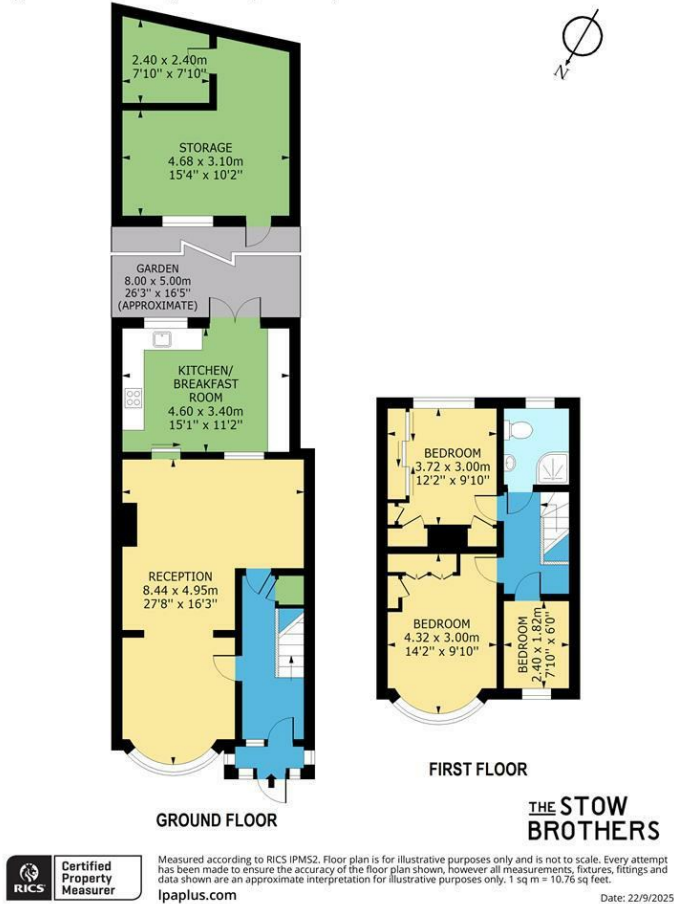 N
2.40 x 2.40m
7'10" x 7'10"
STORAGE
4.68 x 3.10m
15'4" x 10'2"
GARDEN
8.00 x 5.00m
26'3" x 16'5"
(APPROXIMATE)
KITCHEN/
BREAKFAST
ROOM
4.60 x 3.40m
15'1" x 11'2"
RECEPTION
8.44 x 4.95m
27'8" x 16'3"
GROUND FLOOR
BEDROOM
3.72 x 3.00m
12'2" x 9'10"
BEDROOM
4.32 x 3.00m
14'2" x 9'10"
BEDROOM
2.40 x 1.82m
7'10" x 6'0"
FIRST FLOOR
THE STOW
BROTHERS
RICS
Certified
Property
Measurer
Measured according to RICS IPMS2. Floor plan is for illustrative purposes only and is not to scale. Every attempt
has been made to ensure the accuracy of the floor plan shown, however all measurements, fixtures, fittings and
data shown are an approximate interpretation for illustrative purposes only. 1 sq m = 10.76 sq feet.
lpaplus.com
Date: 22/9/2025